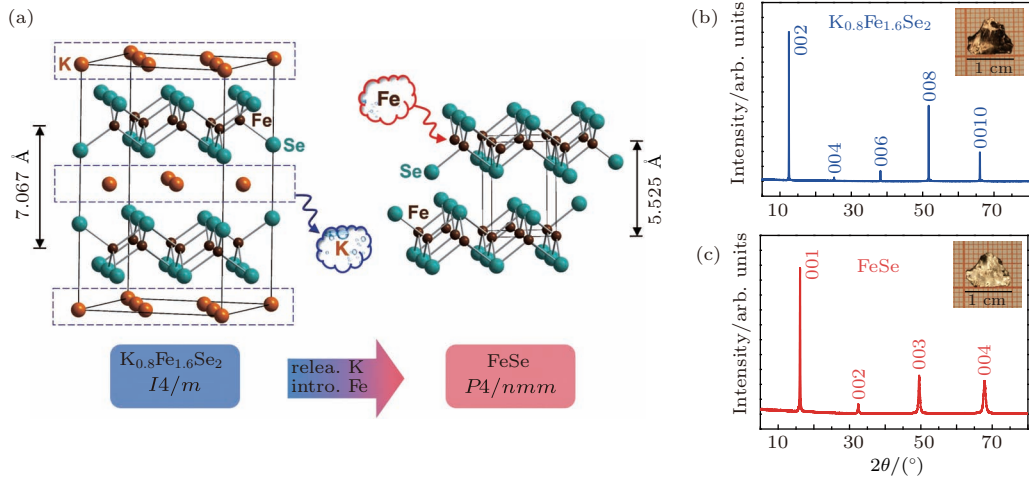 (a)
K
Fe
Se
7.067 Å
K
Fe
Se
Fe
5.525 Å
K₀.₈Fe₁.₆Se₂
I4/m
relea. K
intro. Fe
FeSe
P4/nmm
(b)
Intensity/arb. units
K₀.₈Fe₁.₆Se₂
002
004
006
008
0010
1 cm
10 30 50 70
(c)
Intensity/arb. units
FeSe
001
002
003
004
1 cm
10 30 50 70
2θ/(°)